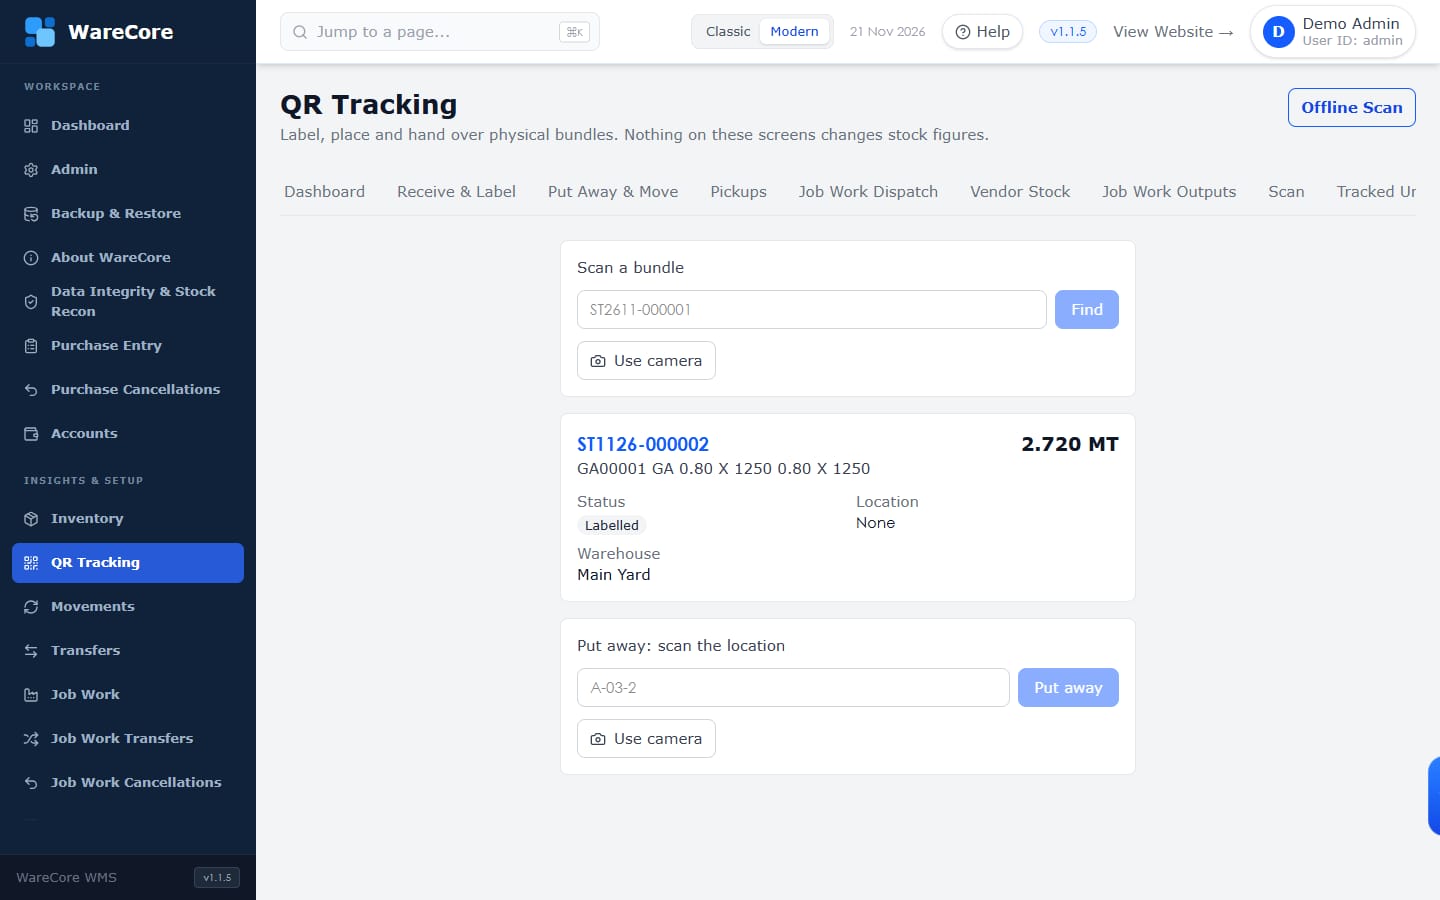 WareCore
Jump to a page...
⌘K
Classic
Modern
21 Nov 2026
Help
v1.1.5
View Website →
D
Demo Admin
User ID: admin
WORKSPACE
Dashboard
Admin
Backup & Restore
About WareCore
Data Integrity & Stock
Recon
Purchase Entry
Purchase Cancellations
Accounts
INSIGHTS & SETUP
Inventory
QR Tracking
Movements
Transfers
Job Work
Job Work Transfers
Job Work Cancellations
WareCore WMS
v1.1.5
QR Tracking
Label, place and hand over physical bundles. Nothing on these screens changes stock figures.
Offline Scan
Dashboard
Receive & Label
Put Away & Move
Pickups
Job Work Dispatch
Vendor Stock
Job Work Outputs
Scan
Tracked Ur
Scan a bundle
ST2611-000001
Find
Use camera
ST1126-000002
2.720 MT
GA00001 GA 0.80 X 1250 0.80 X 1250
Status
Labelled
Location
None
Warehouse
Main Yard
Put away: scan the location
A-03-2
Put away
Use camera